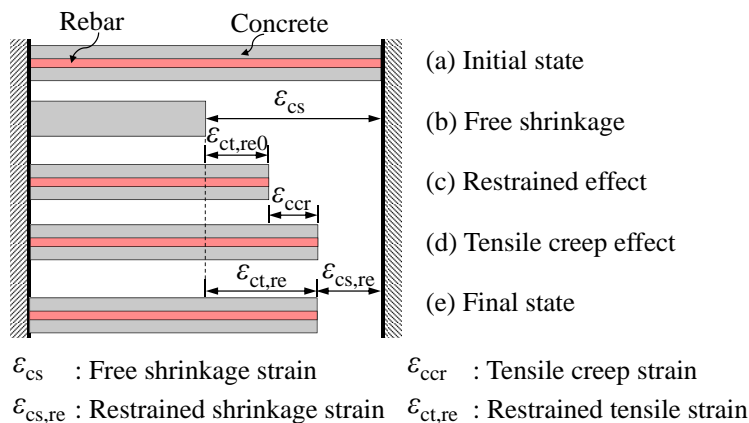 Rebar
Concrete
(a) Initial state
εcs
(b) Free shrinkage
εct,re0
(c) Restrained effect
εccr
(d) Tensile creep effect
εct,re
εcs,re
(e) Final state
εcs : Free shrinkage strain
εccr : Tensile creep strain
εcs,re : Restrained shrinkage strain
εct,re : Restrained tensile strain